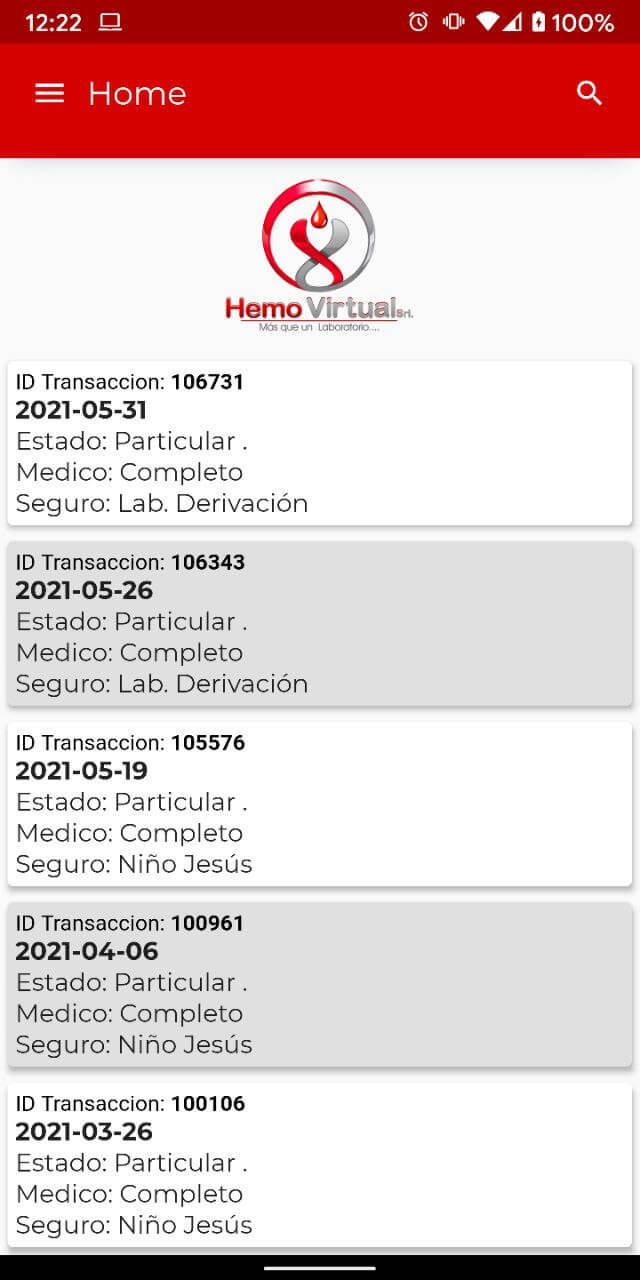 12:22 100%
Home
Hemo Virtual Srl.
Más que un Laboratorio....
ID Transaccion: 106731
2021-05-31
Estado: Particular .
Medico: Completo
Seguro: Lab. Derivación
ID Transaccion: 106343
2021-05-26
Estado: Particular .
Medico: Completo
Seguro: Lab. Derivación
ID Transaccion: 105576
2021-05-19
Estado: Particular .
Medico: Completo
Seguro: Niño Jesús
ID Transaccion: 100961
2021-04-06
Estado: Particular .
Medico: Completo
Seguro: Niño Jesús
ID Transaccion: 100106
2021-03-26
Estado: Particular .
Medico: Completo
Seguro: Niño Jesús